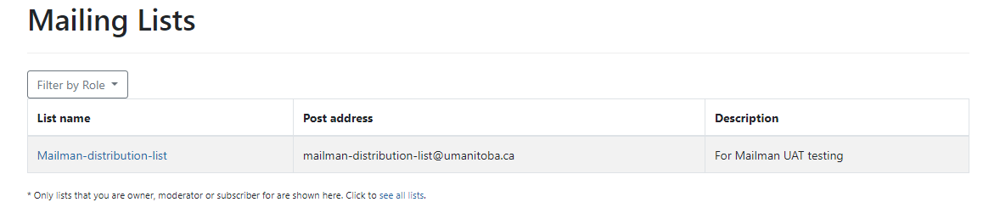 Mailing Lists
Filter by Role
List name Post address Description
Mailman-distribution-list mailman-distribution-list@umanitoba.ca For Mailman UAT testing
* Only lists that you are owner, moderator or subscriber for are shown here. Click to see all lists.